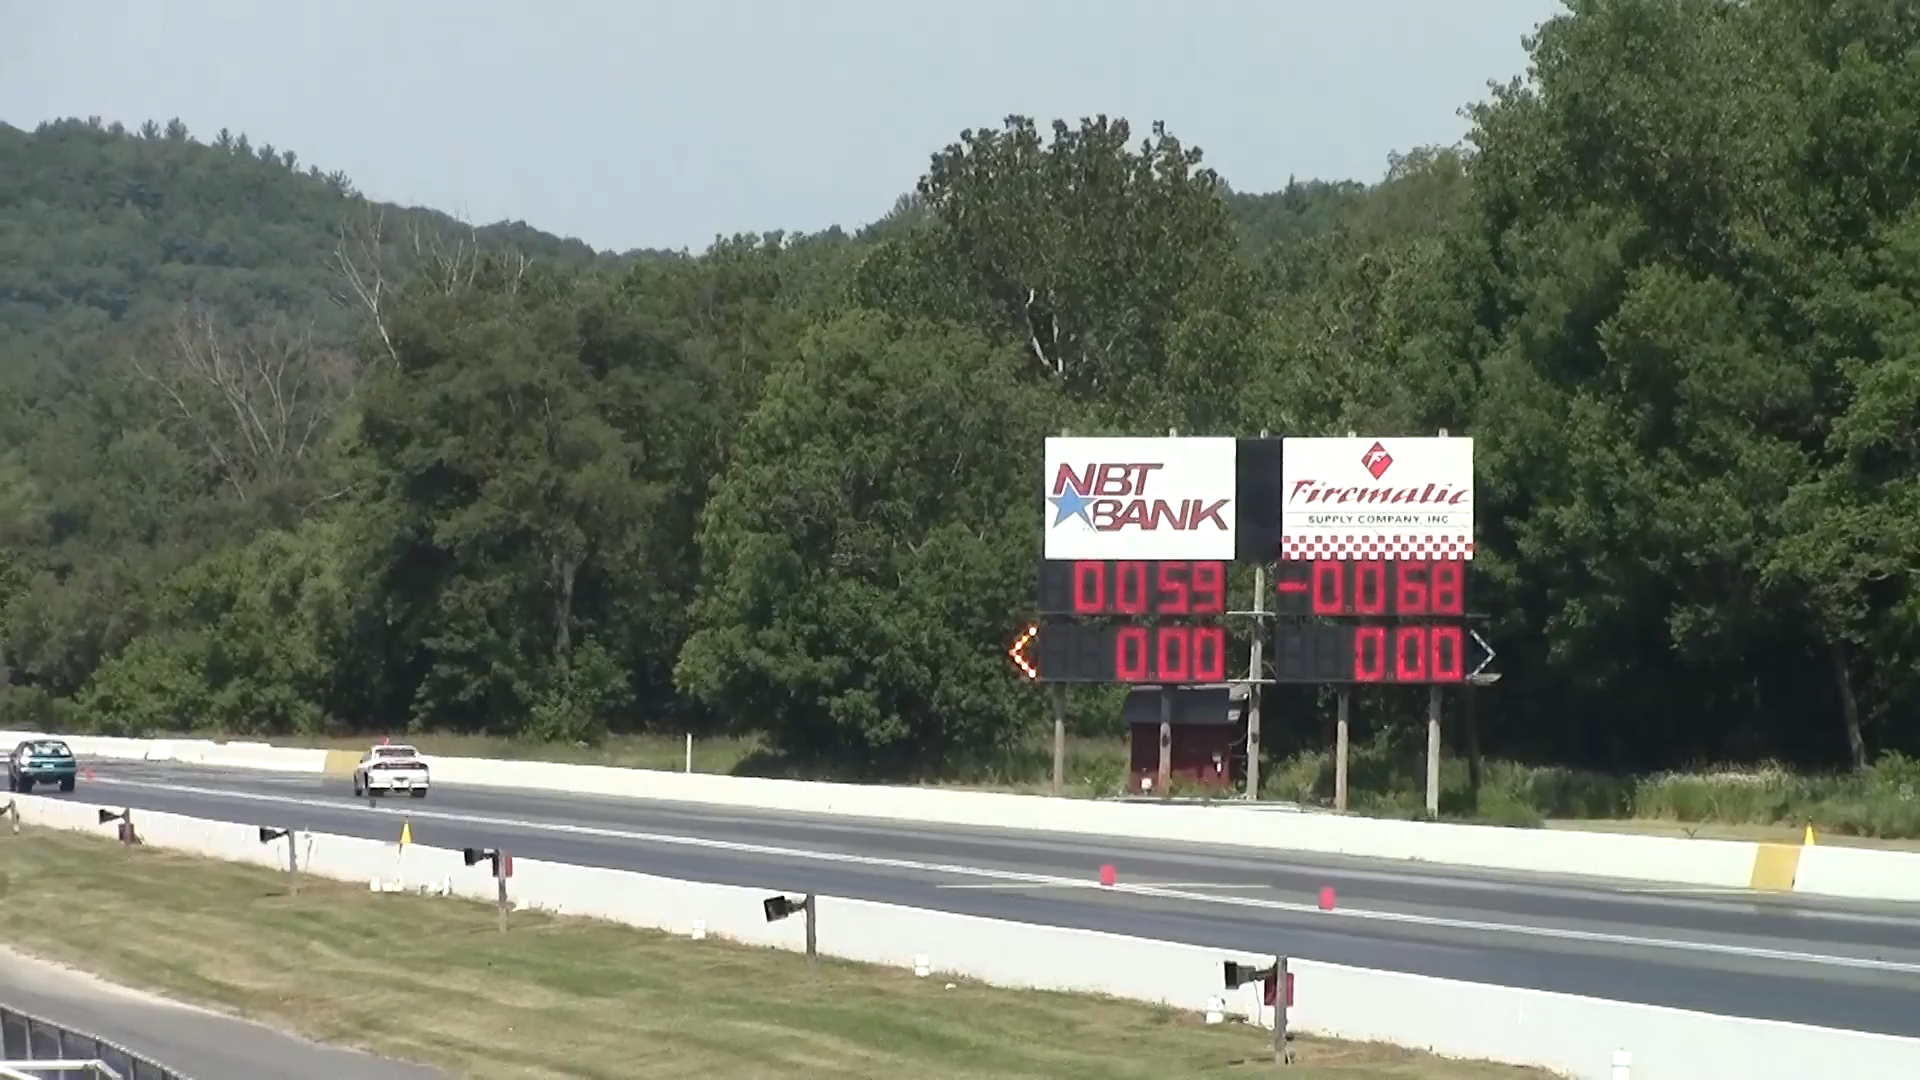 NBT
BANK
Firematic
SUPPLY COMPANY, INC
0.059
-0.068
0.00
0.00